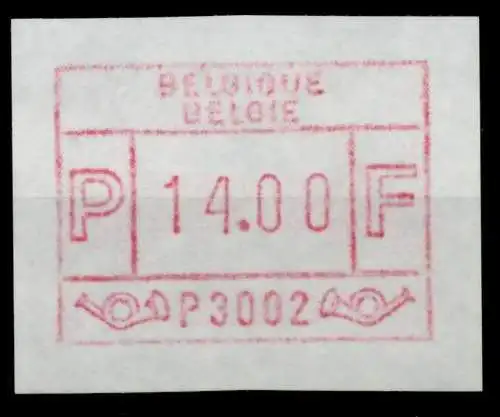 BELGIQUE
BELGIE
P 14.00 F
P3002